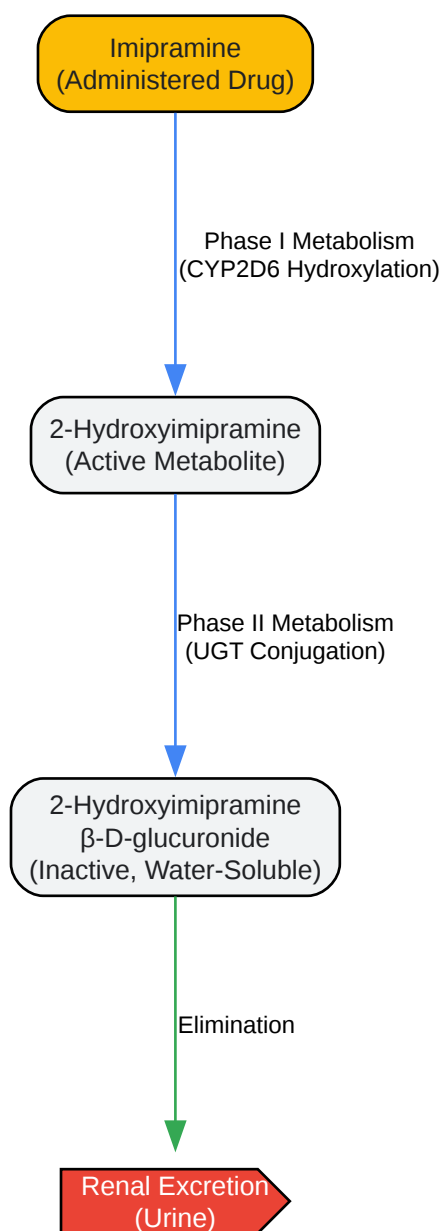 Imipramine
(Administered Drug)
Phase I Metabolism
(CYP2D6 Hydroxylation)
2-Hydroxyimipramine
(Active Metabolite)
Phase II Metabolism
(UGT Conjugation)
2-Hydroxyimipramine
β-D-glucuronide
(Inactive, Water-Soluble)
Elimination
Renal Excretion
(Urine)